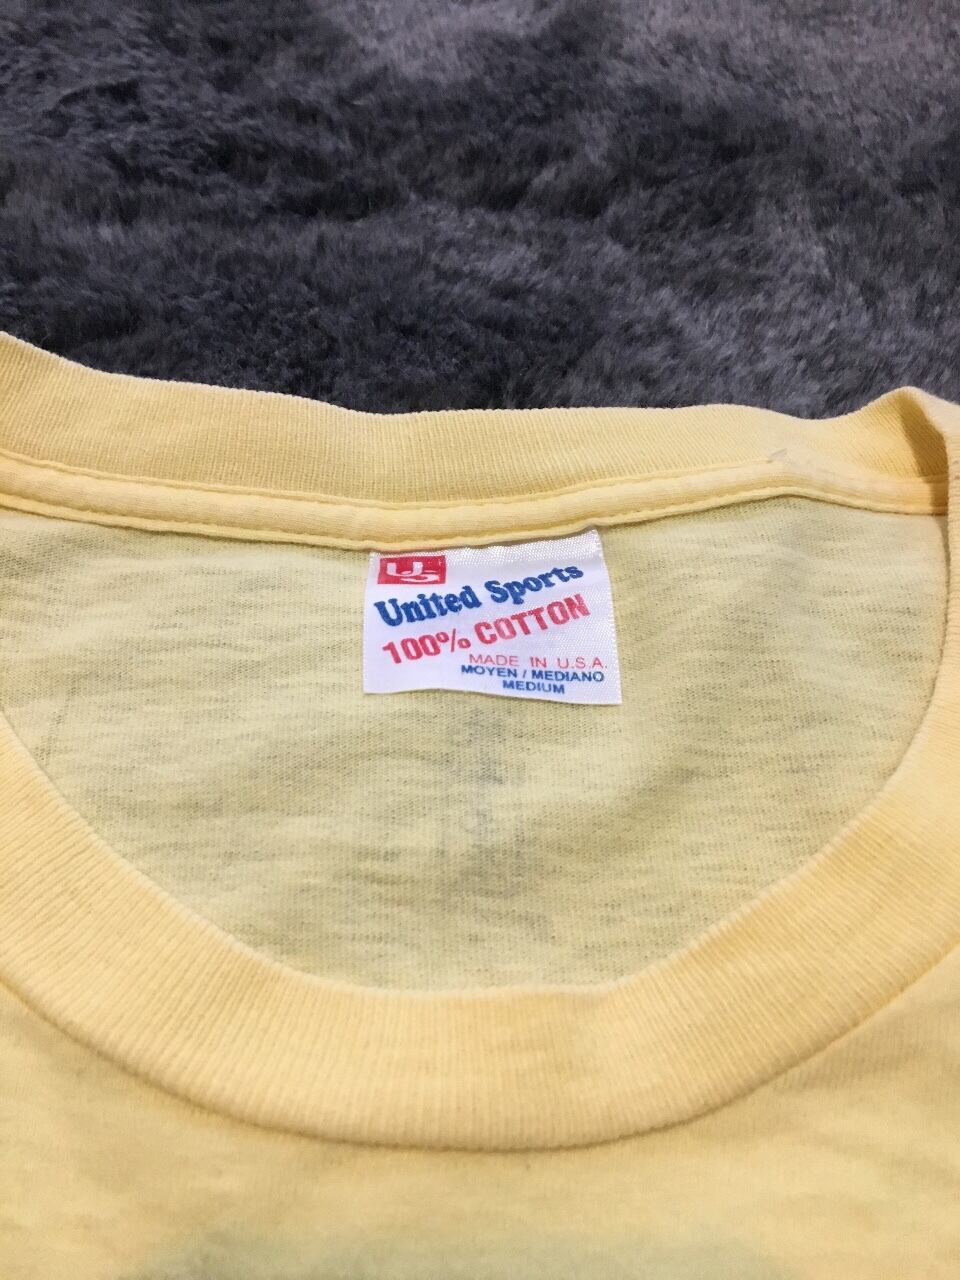 US
United Sports
100% COTTON
MADE IN U.S.A.
MOYEN / MEDIANO
MEDIUM